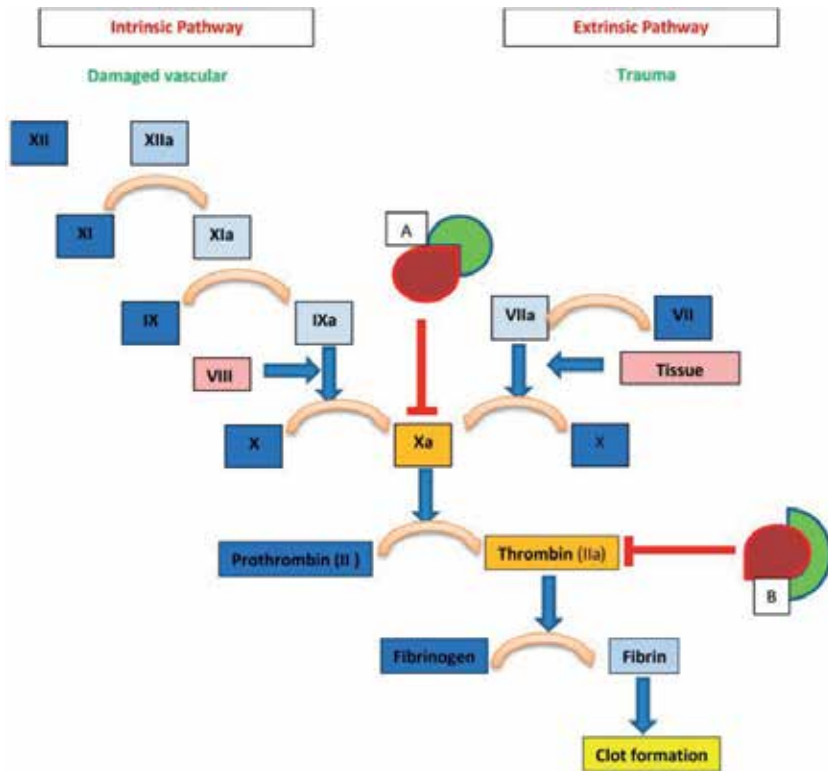 Intrinsic Pathway
Extrinsic Pathway
Damaged vascular
Trauma
XII
XIIa
XI
XIa
A
IX
IXa
VIIa
VII
VIII
Tissue
X
Xa
X
Prothrombin (II )
Thrombin (IIa)
B
Fibrinogen
Fibrin
Clot formation